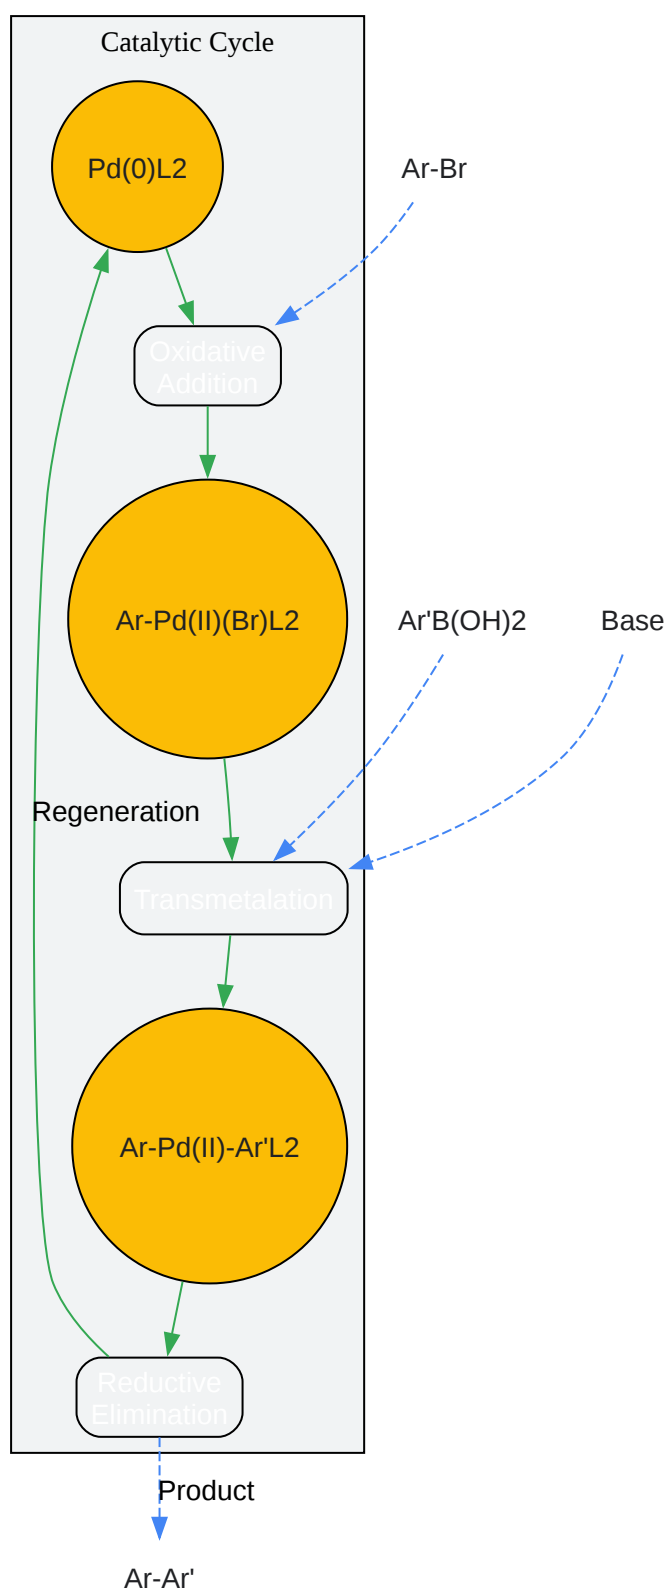 Catalytic Cycle
Pd(0)L2
Ar-Br
Oxidative
Addition
Ar-Pd(II)(Br)L2
Ar'B(OH)2
Base
Regeneration
Transmetalation
Ar-Pd(II)-Ar'L2
Reductive
Elimination
Product
Ar-Ar'